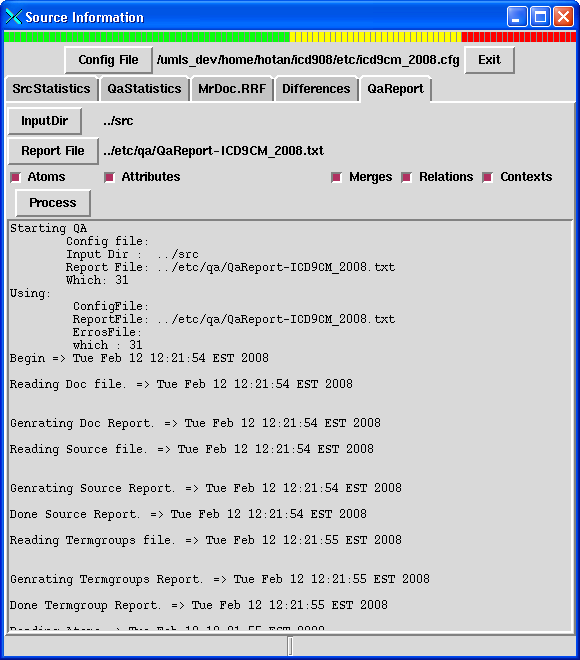 Source Information
Config File /umls_dev/home/hotan/icd908/etc/icd9cm_2008.cfg Exit
SrcStatistics QaStatistics MrDoc.RRF Differences QaReport
InputDir ../src
Report File ../etc/qa/QaReport-ICD9CM_2008.txt
Atoms Attributes Merges Relations Contexts
Process
Starting QA
Config file:
Input Dir : ../src
Report File: ../etc/qa/QaReport-ICD9CM_2008.txt
Which: 31
Using:
ConfigFile:
ReportFile: ../etc/qa/QaReport-ICD9CM_2008.txt
ErrosFile:
which : 31
Begin => Tue Feb 12 12:21:54 EST 2008
Reading Doc file. => Tue Feb 12 12:21:54 EST 2008
Genrating Doc Report. => Tue Feb 12 12:21:54 EST 2008
Reading Source file. => Tue Feb 12 12:21:54 EST 2008
Genrating Source Report. => Tue Feb 12 12:21:54 EST 2008
Done Source Report. => Tue Feb 12 12:21:54 EST 2008
Reading Termgroups file. => Tue Feb 12 12:21:55 EST 2008
Genrating Termgroups Report. => Tue Feb 12 12:21:55 EST 2008
Done Termgroup Report. => Tue Feb 12 12:21:55 EST 2008